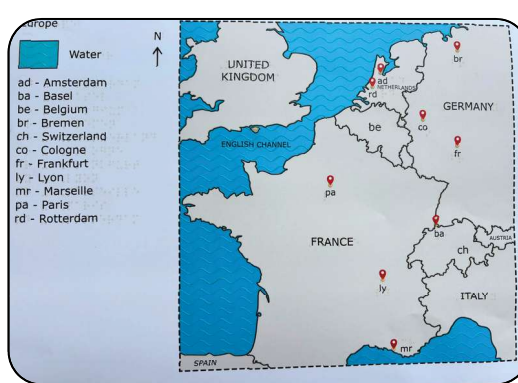 Europe
Water
ad - Amsterdam
ba - Basel
be - Belgium
br - Bremen
ch - Switzerland
co - Cologne
fr - Frankfurt
ly - Lyon
mr - Marseille
pa - Paris
rd - Rotterdam
N
UNITED
KINGDOM
ENGLISH CHANNEL
br
ad
NETHERLANDS
rd
GERMANY
co
be
fr
pa
ba
AUSTRIA
FRANCE
ch
ly
ITALY
mr
SPAIN